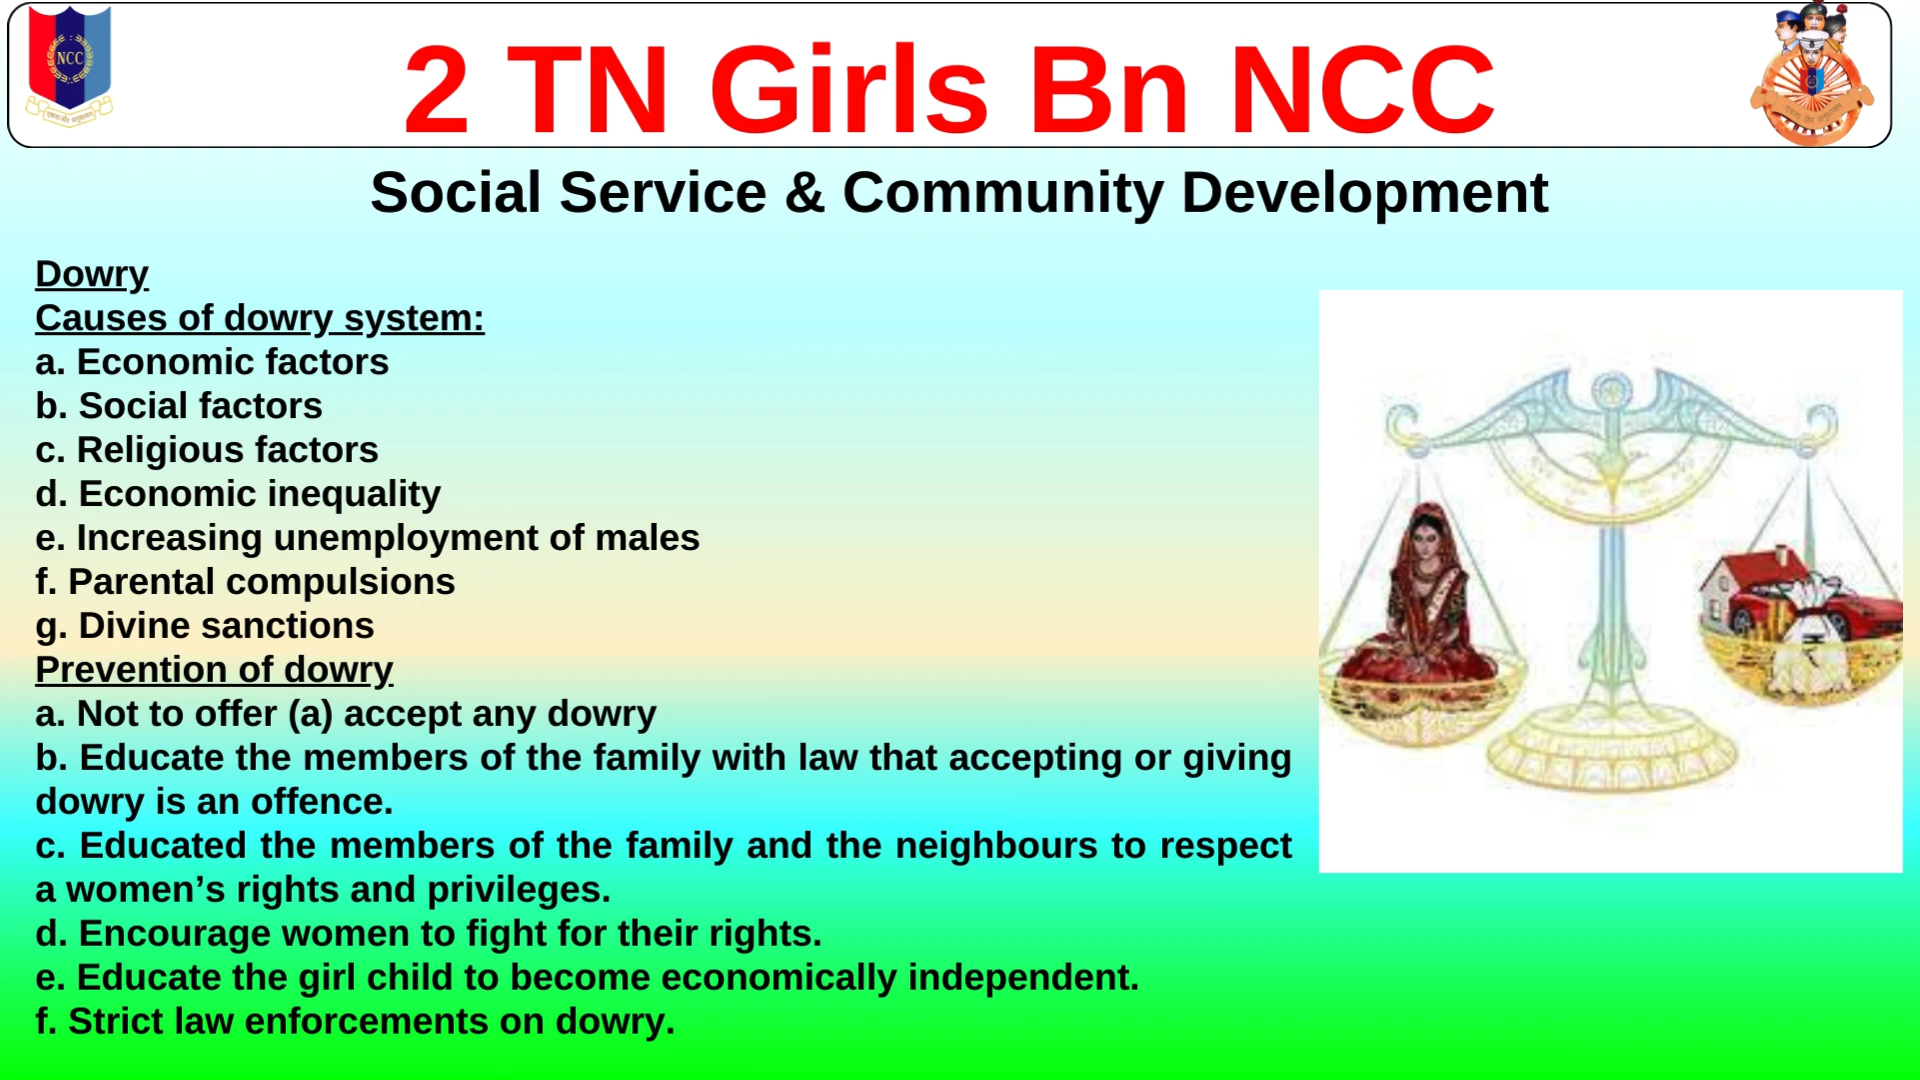 NCC
2 TN Girls Bn NCC
Social Service & Community Development
Dowry
Causes of dowry system:
a. Economic factors
b. Social factors
c. Religious factors
d. Economic inequality
e. Increasing unemployment of males
f. Parental compulsions
g. Divine sanctions
Prevention of dowry
a. Not to offer (a) accept any dowry
b. Educate the members of the family with law that accepting or giving
dowry is an offence.
c. Educated the members of the family and the neighbours to respect
a women’s rights and privileges.
d. Encourage women to fight for their rights.
e. Educate the girl child to become economically independent.
f. Strict law enforcements on dowry.